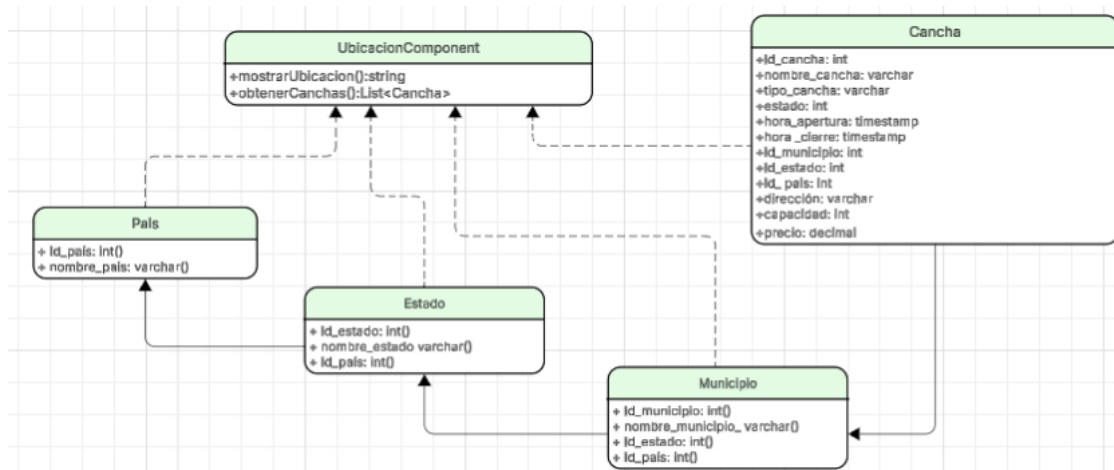 UbicacionComponent
+mostrarUbicacion():string
+obtenerCanchas():List<Cancha>
Cancha
+Id_cancha: int
+nombre_cancha: varchar
+tipo_cancha: varchar
+estado: int
+hora_apertura: timestamp
+hora _cierre: timestamp
+Id_municipio: int
+Id_estado: int
+Id_ pais: int
+dirección: varchar
+capacidad: int
+precio: decimal
País
+ Id_pais: int()
+ nombre_pais: varchar()
Estado
+ Id_estado: int()
+ nombre_estado varchar()
+ Id_pais: int()
Municipio
+ Id_municipio: int()
+ nombre_municipio_ varchar()
+ Id_estado: int()
+ Id_pais: int()